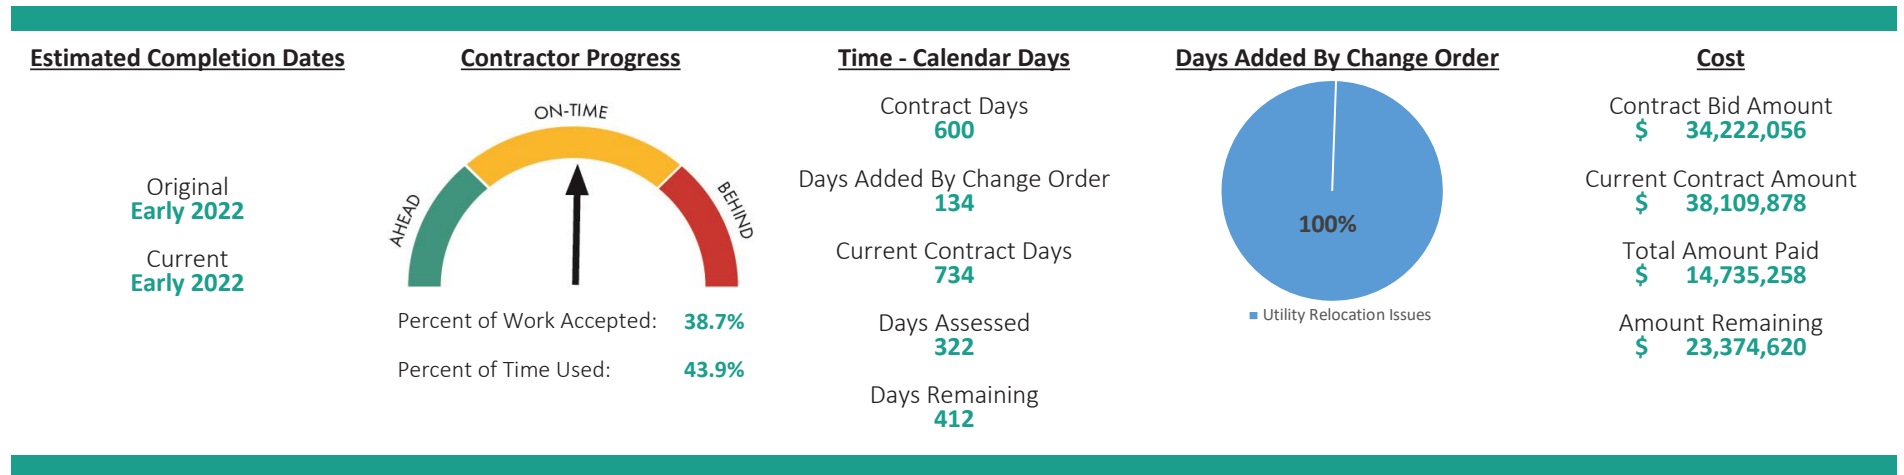 Estimated Completion Dates
Original
Early 2022
Current
Early 2022
Contractor Progress
ON-TIME
AHEAD
BEHIND
Percent of Work Accepted: 38.7%
Percent of Time Used: 43.9%
Time - Calendar Days
Contract Days
600
Days Added By Change Order
134
Current Contract Days
734
Days Assessed
322
Days Remaining
412
Days Added By Change Order
100%
Utility Relocation Issues
Cost
Contract Bid Amount
$ 34,222,056
Current Contract Amount
$ 38,109,878
Total Amount Paid
$ 14,735,258
Amount Remaining
$ 23,374,620